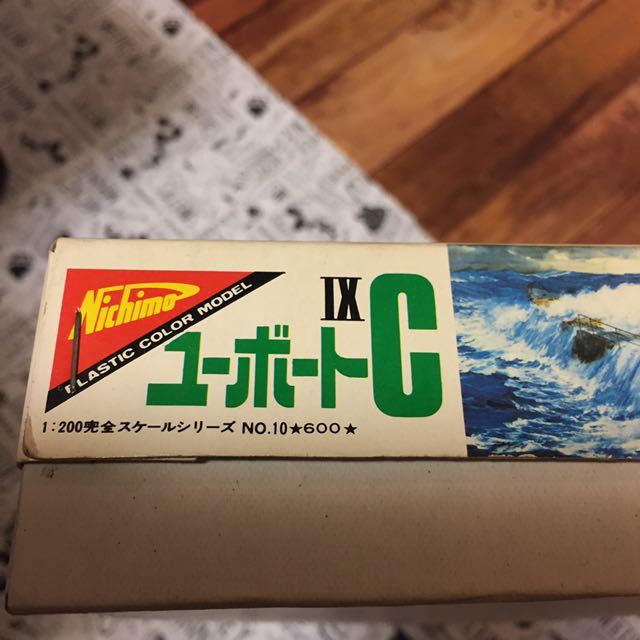 Nichimo
PLASTIC COLOR MODEL
IX
ユーボートC
1:200完全スケールシリーズ NO.10★600★